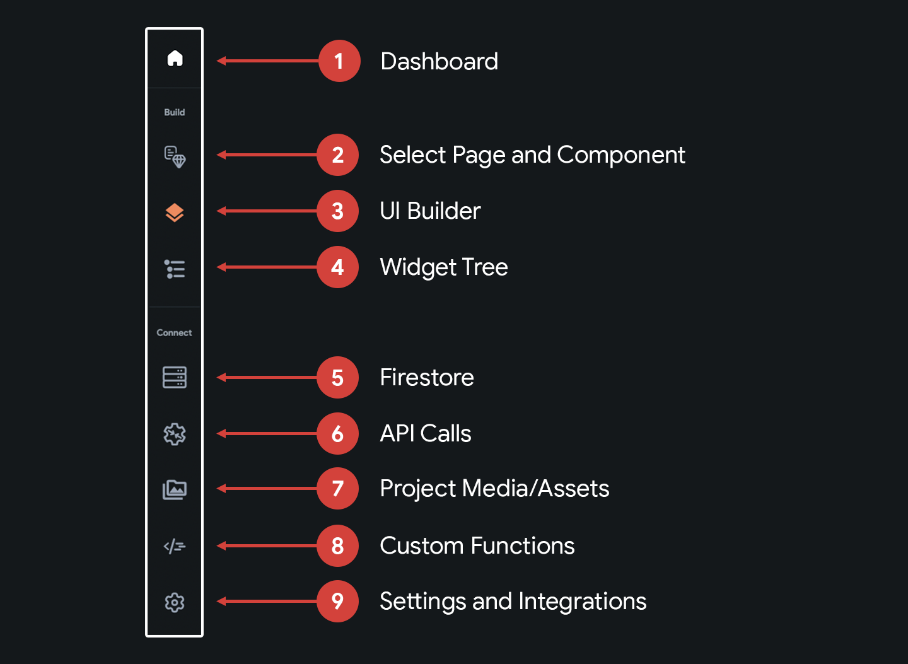 1 Dashboard
Build
2 Select Page and Component
3 UI Builder
4 Widget Tree
Connect
5 Firestore
6 API Calls
7 Project Media/Assets
8 Custom Functions
9 Settings and Integrations